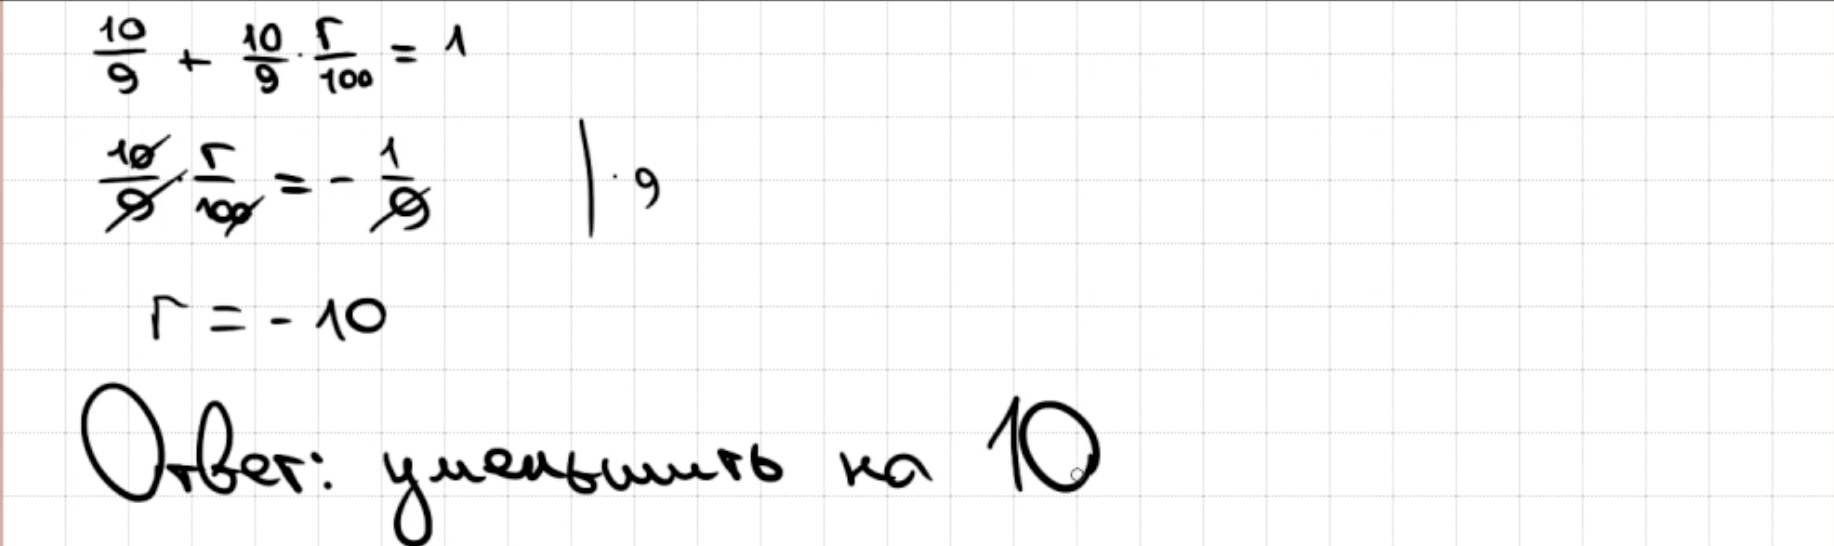 10/9 + 10/9 · r/100 = 1
10/9 · r/100 = - 1/9 | · 9
r = - 10
Ответ: уменьшить на 10